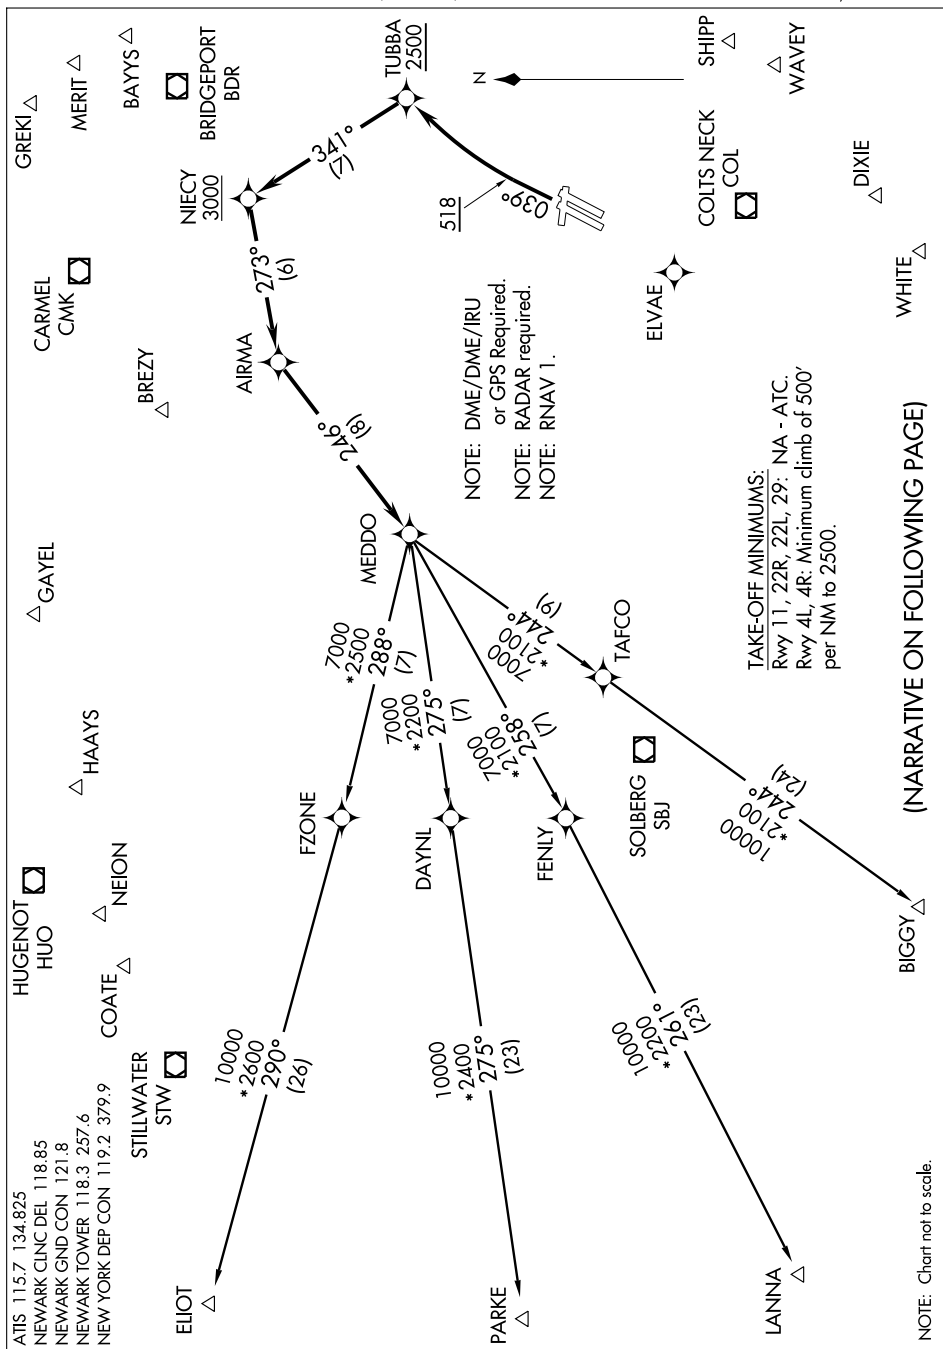 ATIS 115.7 134.825
NEWARK CLNC DEL 118.85
NEWARK GND CON 121.8
NEWARK TOWER 118.3 257.6
NEW YORK DEP CON 119.2 379.9
HUGENOT
HUO
HAAYS
GAYEL
GREKI
MERIT
BAYYS
NEION
COATE
STILLWATER
STW
BREZY
CARMEL
CMK
BRIDGEPORT
BDR
ELIOT
10000
*2600
290°
(26)
FZONE
7000
*2500
288°
(7)
MEDDO
246°
(8)
AIRMA
273°
(6)
NIECY
3000
341°
(7)
TUBBA
2500
N
518
039°
PARKE
10000
*2400
275°
(23)
DAYNL
7000
*2200
275°
(7)
NOTE: DME/DME/IRU
or GPS Required.
NOTE: RADAR required.
NOTE: RNAV 1.
LANNA
10000
*2200
261°
(23)
FENLY
7000
*2100
258°
(7)
7000
*2100
244°
(9)
TAFCO
SOLBERG
SBJ
10000
*2100
244°
(24)
BIGGY
ELVAE
COLTS NECK
COL
SHIPP
WAVEY
DIXIE
WHITE
TAKE-OFF MINIMUMS:
Rwy 11, 22R, 22L, 29: NA - ATC.
Rwy 4L, 4R: Minimum climb of 500'
per NM to 2500.
(NARRATIVE ON FOLLOWING PAGE)
NOTE: Chart not to scale.